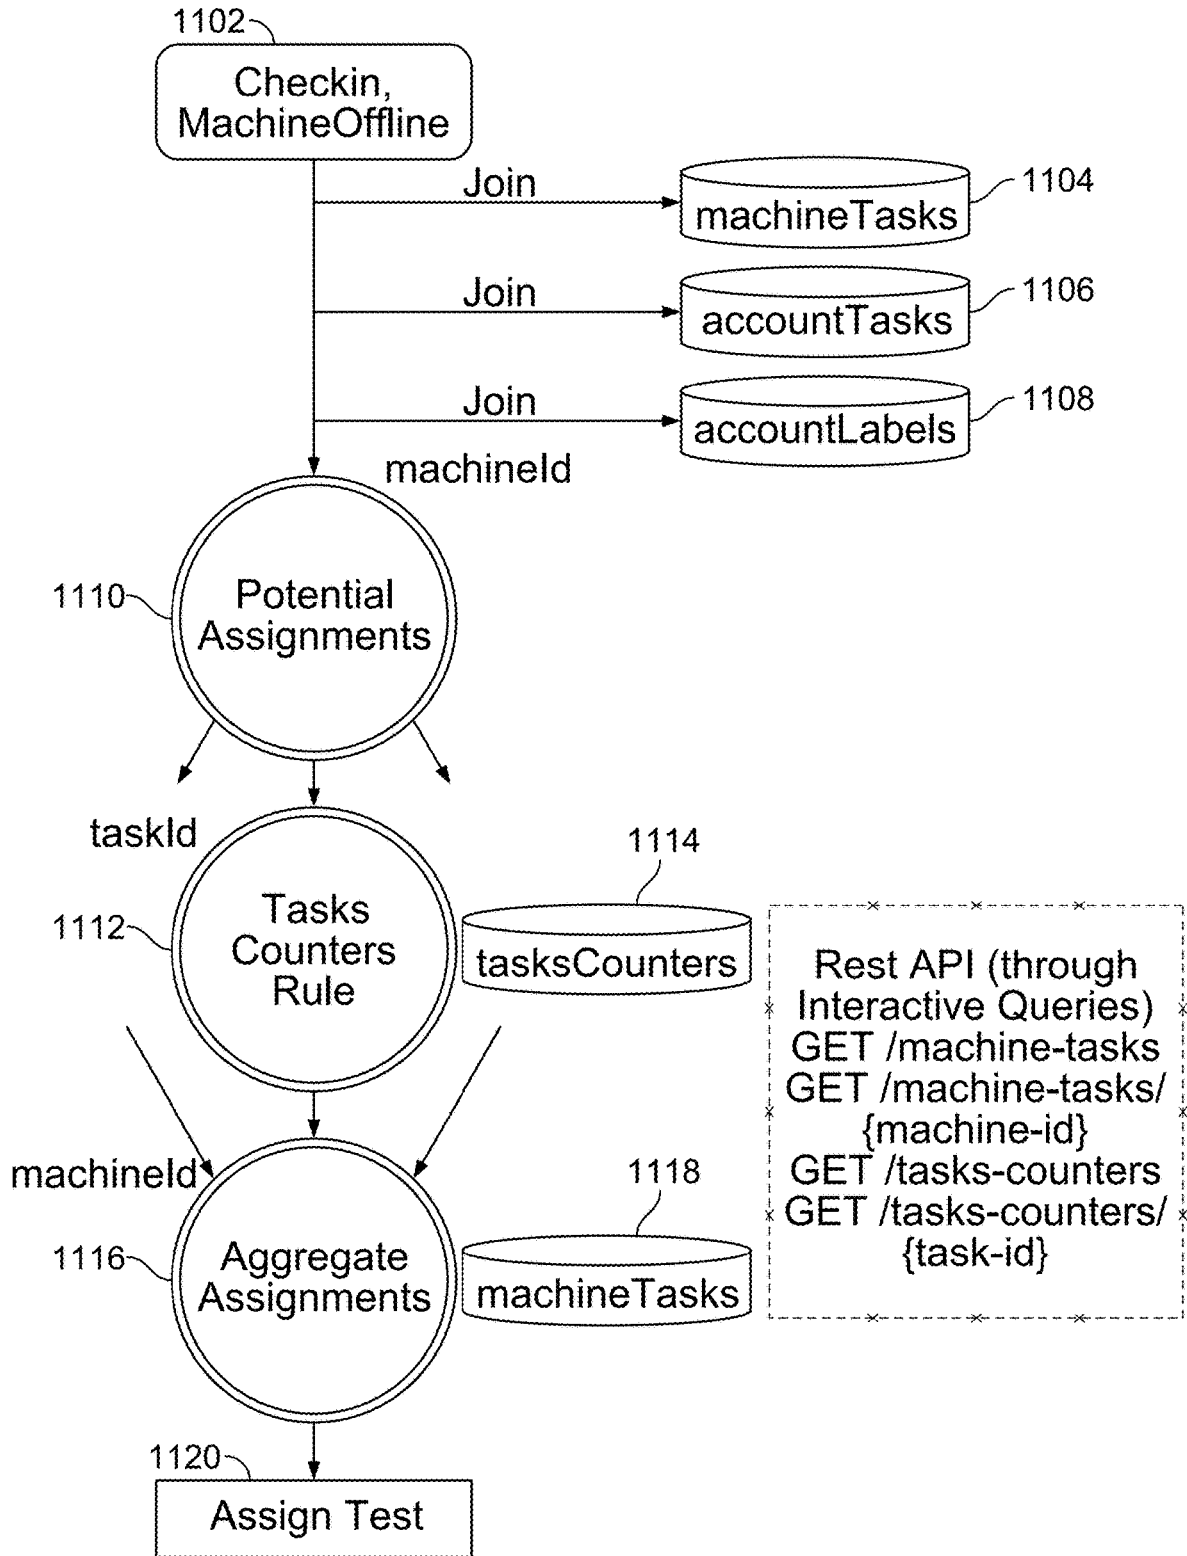 1102
Checkin,
MachineOffline
Join
machineTasks
1104
Join
accountTasks
1106
Join
accountLabels
1108
machineId
1110
Potential
Assignments
taskId
1112
Tasks
Counters
Rule
1114
tasksCounters
Rest API (through
Interactive Queries)
GET /machine-tasks
GET /machine-tasks/
{machine-id}
GET /tasks-counters
GET /tasks-counters/
{task-id}
machineId
1116
Aggregate
Assignments
1118
machineTasks
1120
Assign Test